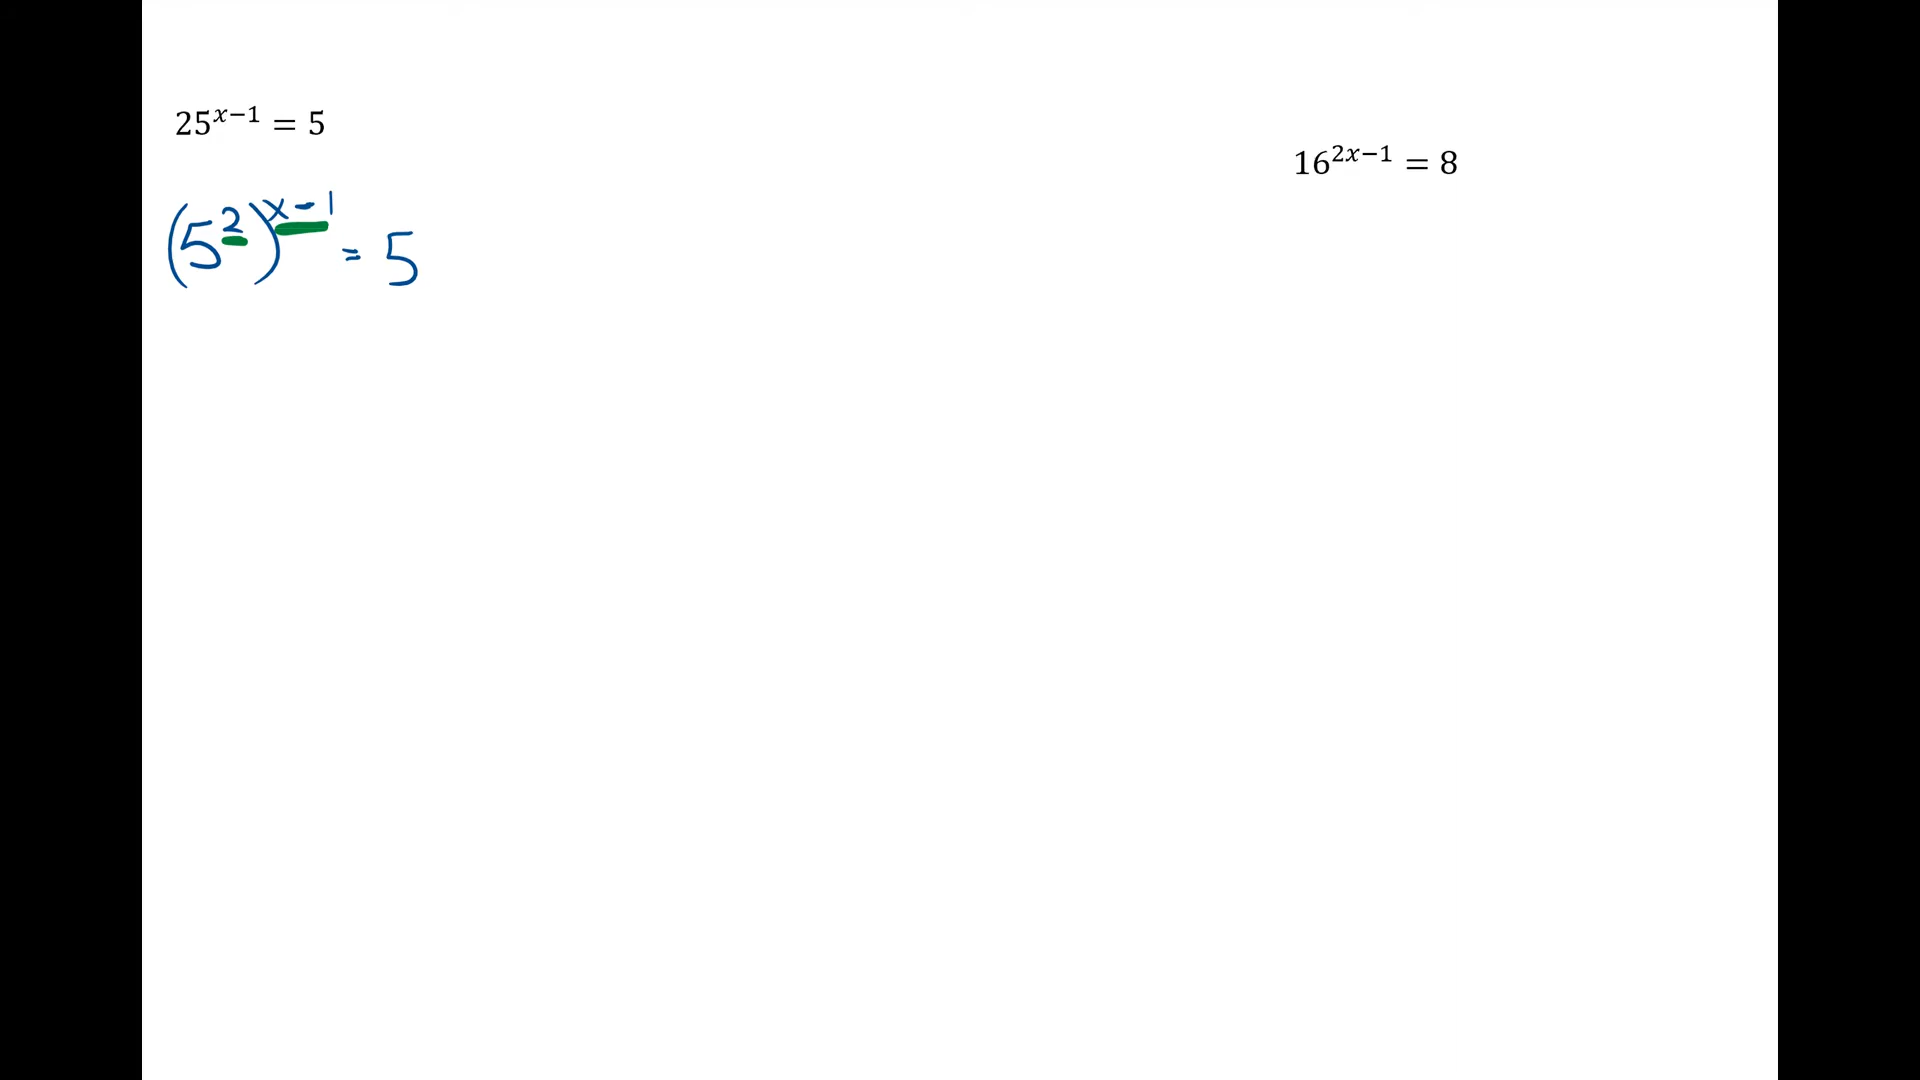 25^{x−1} = 5
16^{2x−1} = 8
(5^2)^{x−1} = 5